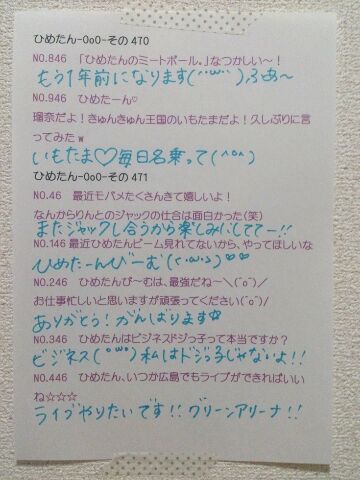 ひめたん-OoO-その 470
NO.846 「ひめたんのミートボール。」なつかしい～！
もう1年前になります(´･ω･｀)ふぁ～
NO.946 ひめたーん♡
瑠奈だよ！きゅんきゅん王国のいもたまだよ！久しぶりに言
ってみたw
いもたま♡毎日名乗って(^o^)
ひめたん-OoO-その 471
NO.46 最近モバメたくさんきて嬉しいよ！
なんからりんとのジャックの仕合は面白かった(笑)
またジャックし合うから楽しみにしててー!!
NO.146 最近ひめたんビーム見れてないから、やってほしいな
ひめたーんびーむ(<･ω･>)♡♡
NO.246 ひめたんび～むは、最強だね～＼(^o^)／
お仕事忙しいと思いますが頑張ってください(^o^)/
ありがとう！がんばります☆
NO.346 ひめたんはビジネスドジっ子って本当ですか？
ビジネス(°ω°)私はドジっ子じゃないよ!!
NO.446 ひめたん、いつか広島でもライブができればいい
ね☆☆☆
ライブやりたいです!!グリーンアリーナ!!